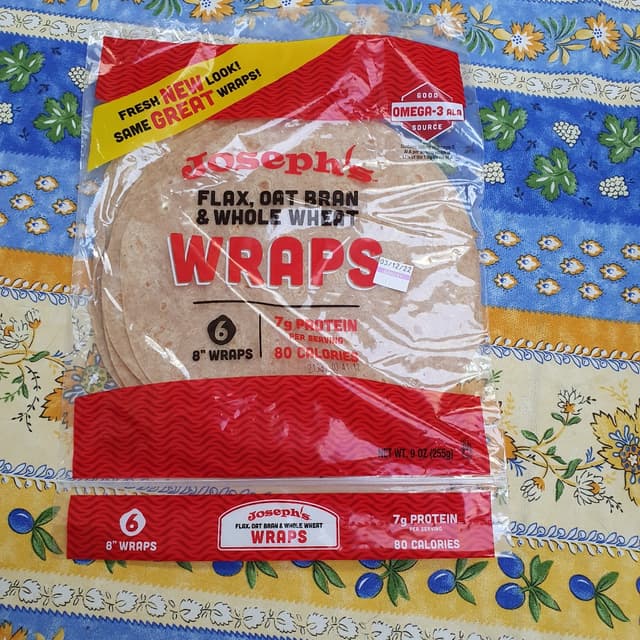 FRESH NEW LOOK!
SAME GREAT WRAPS!
GOOD
OMEGA-3 ALA
SOURCE
Joseph's
FLAX, OAT BRAN
& WHOLE WHEAT
WRAPS
03/12/22
6
8" WRAPS
7g PROTEIN
PER SERVING
80 CALORIES
NET WT. 9 OZ (255g)
6
8" WRAPS
Joseph's
FLAX, OAT BRAN & WHOLE WHEAT
WRAPS
7g PROTEIN
PER SERVING
80 CALORIES